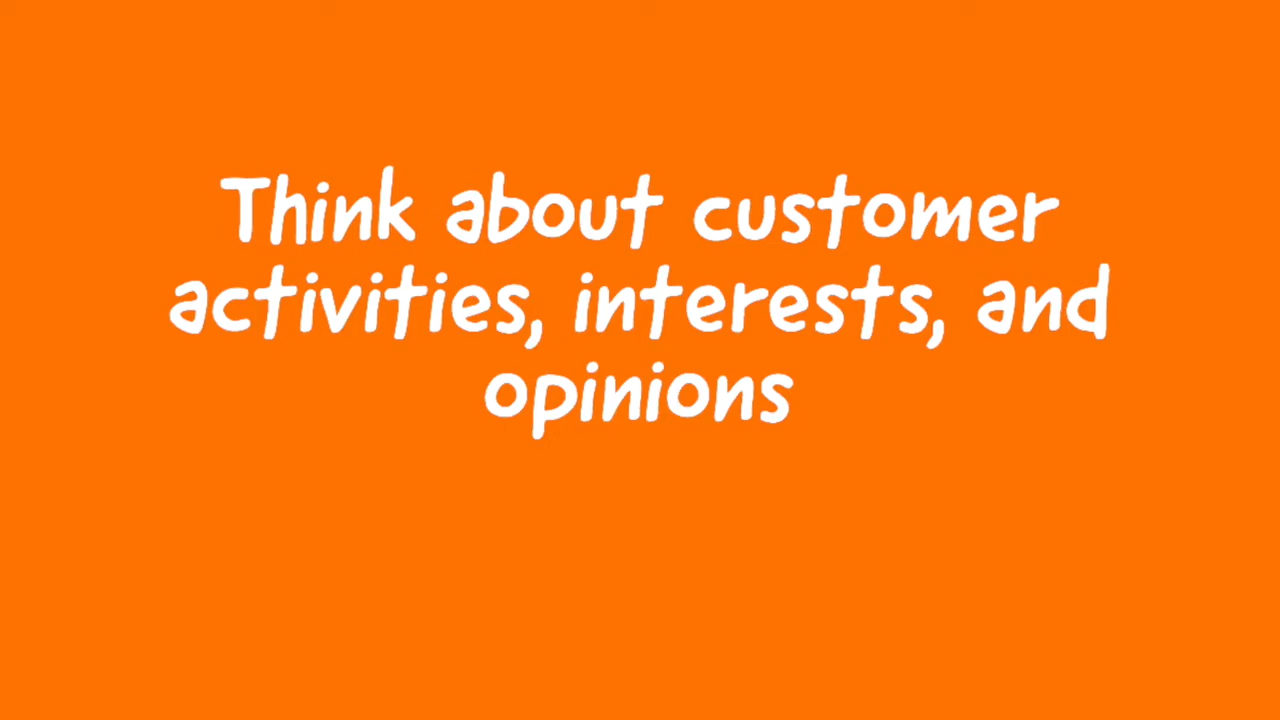 Think about customer
activities, interests, and
opinions